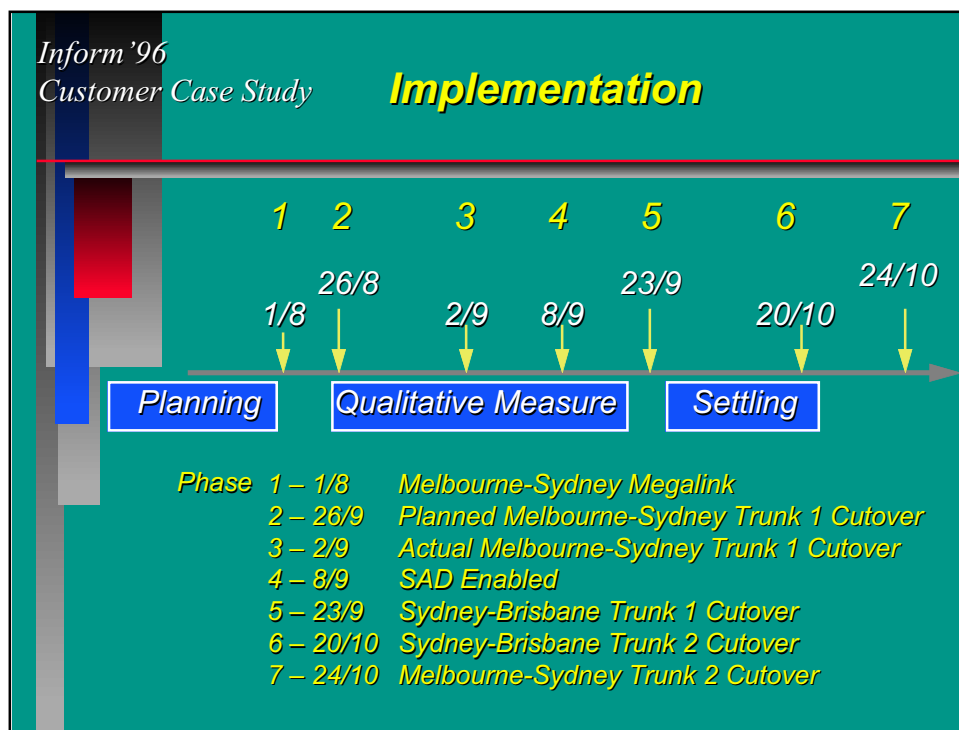 Inform’96
Customer Case Study
Implementation
1 2 3 4 5 6 7
26/8 23/9 24/10
1/8 2/9 8/9 20/10
Planning Qualitative Measure Settling
Phase 1 – 1/8 Melbourne-Sydney Megalink
2 – 26/9 Planned Melbourne-Sydney Trunk 1 Cutover
3 – 2/9 Actual Melbourne-Sydney Trunk 1 Cutover
4 – 8/9 SAD Enabled
5 – 23/9 Sydney-Brisbane Trunk 1 Cutover
6 – 20/10 Sydney-Brisbane Trunk 2 Cutover
7 – 24/10 Melbourne-Sydney Trunk 2 Cutover